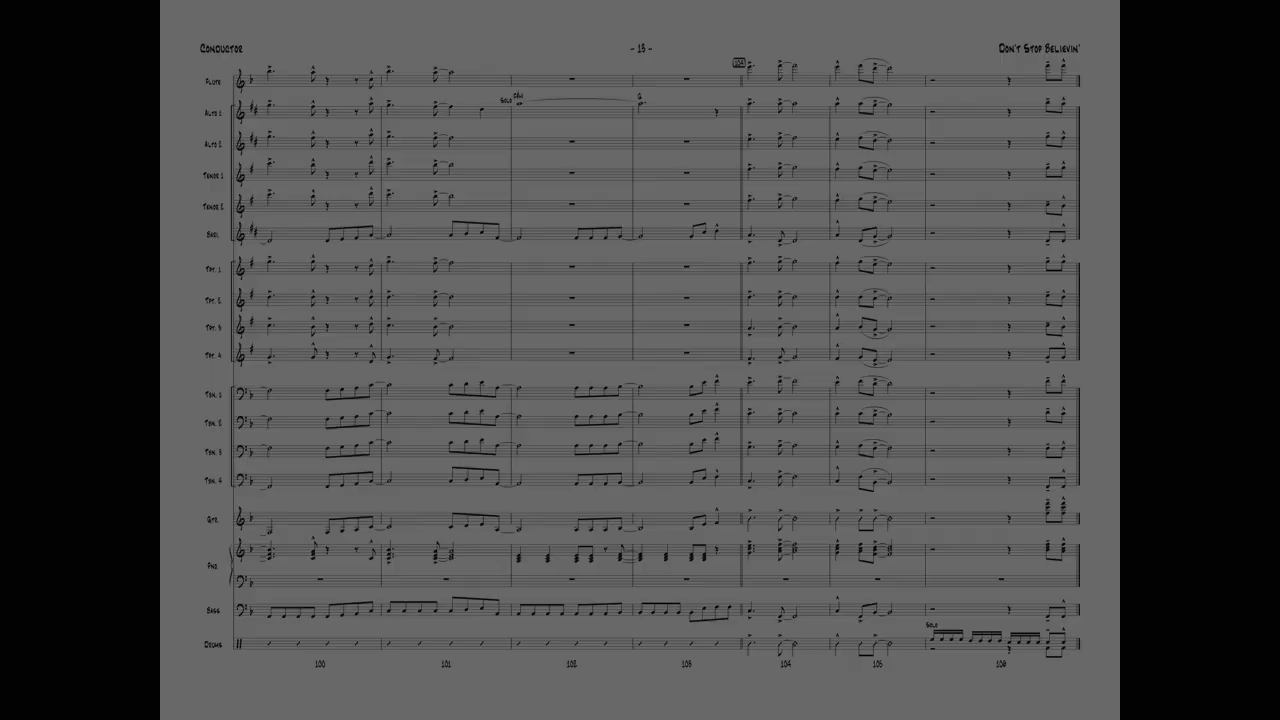 CONDUCTOR
- 15 -
DON'T STOP BELIEVIN'
104
FLUTE
ALTO 1
SOLO
G
ALTO 2
TENOR 1
TENOR 2
BARI.
TPT. 1
TPT. 2
TPT. 3
TPT. 4
TBN. 1
TBN. 2
TBN. 3
TBN. 4
GTR.
PNO.
BASS
SOLO
DRUMS
100
101
102
103
104
105
106